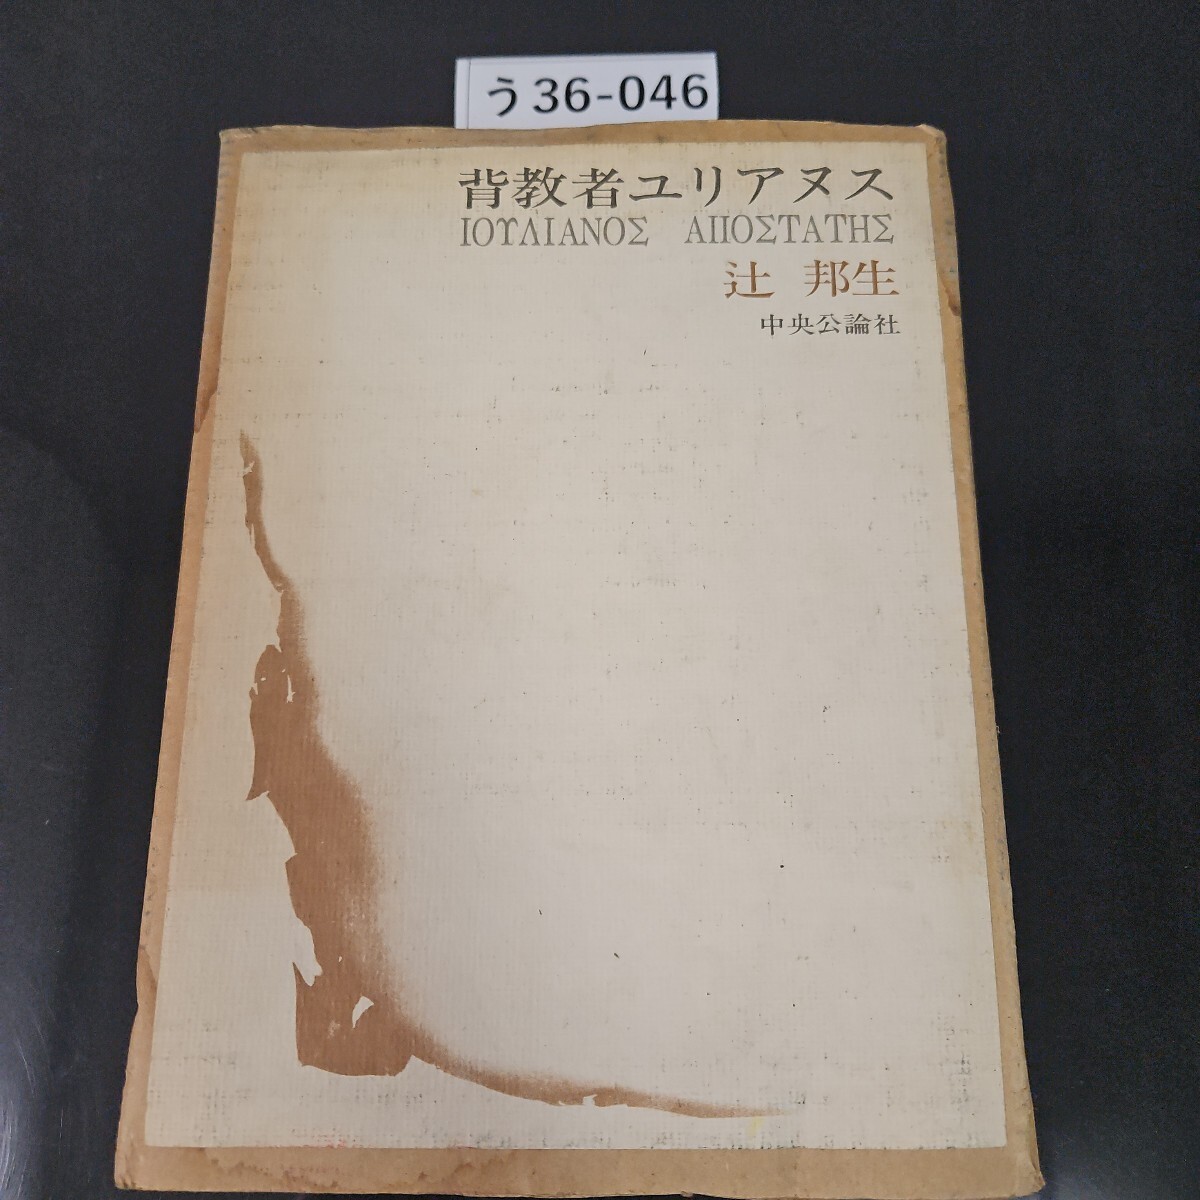 う36-046
背教者ユリアヌス
ΙΟΥΛΙΑΝΟΣ ΑΠΟΣΤΑΤΗΣ
辻 邦生
中央公論社